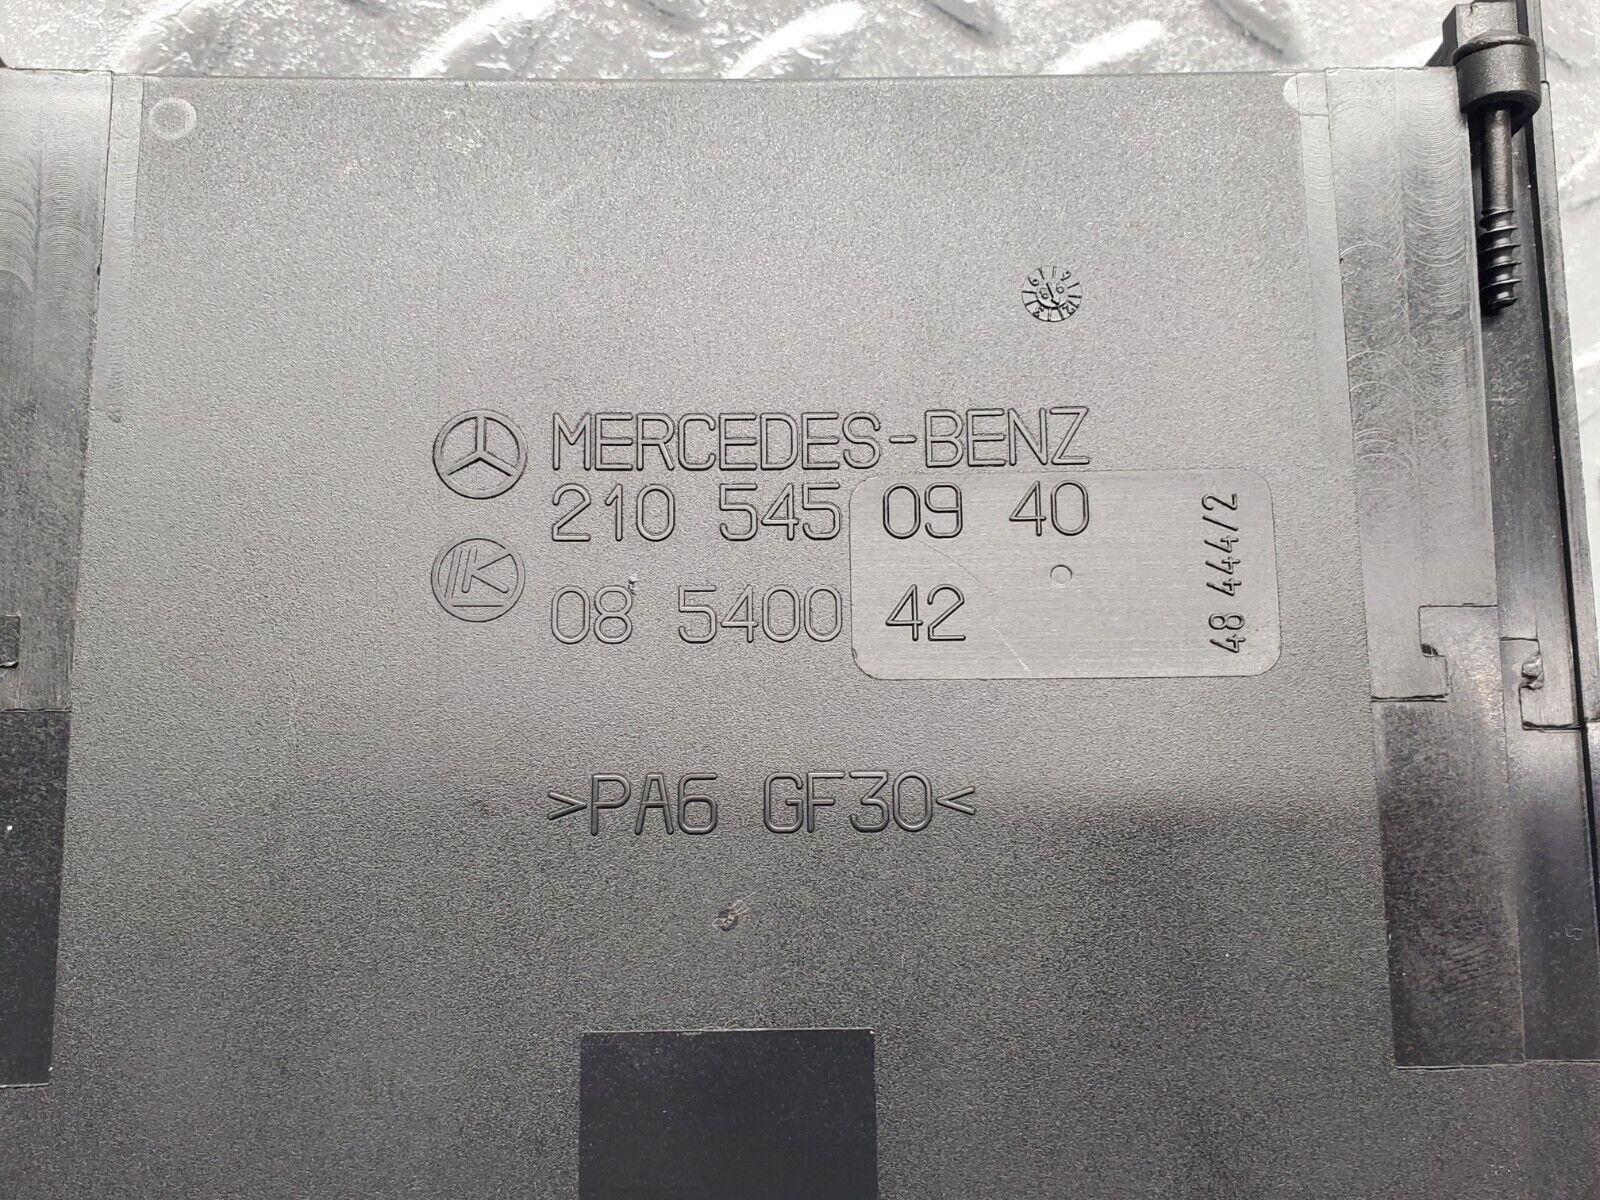 MERCEDES-BENZ
210 545 09 40
08 5400 42
48 444/2
>PA6 GF30<